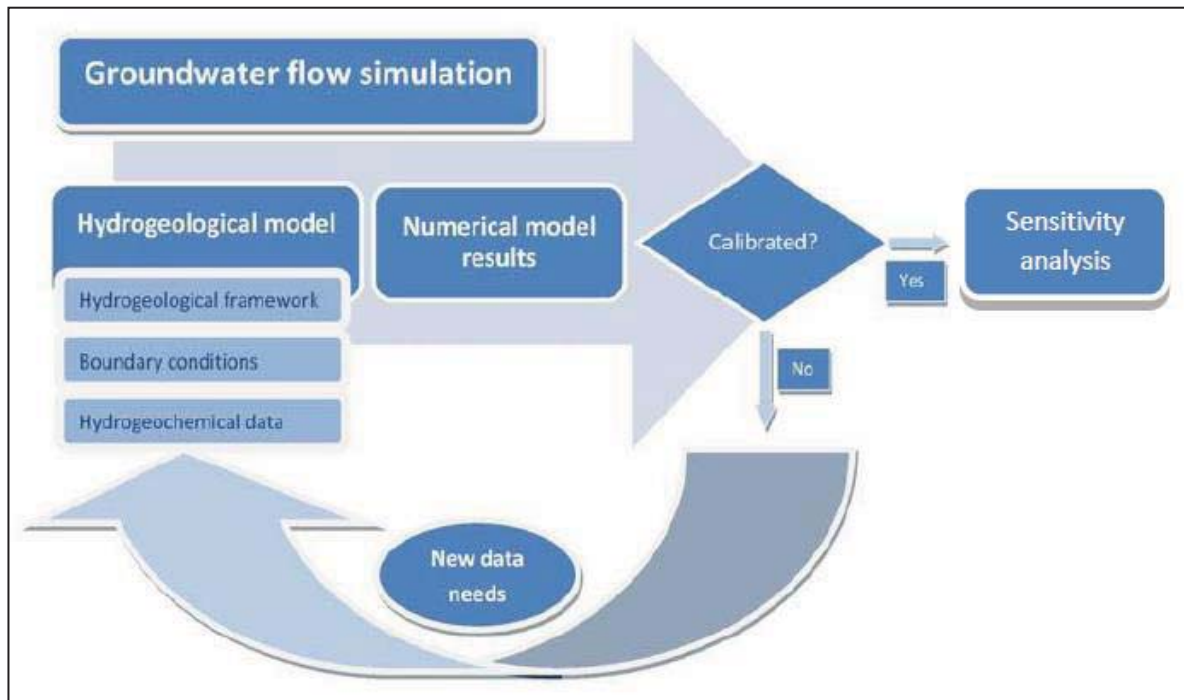 Groundwater flow simulation
Hydrogeological model
Hydrogeological framework
Boundary conditions
Hydrogeochemical data
Numerical model
results
Calibrated?
Yes
Sensitivity
analysis
No
New data
needs